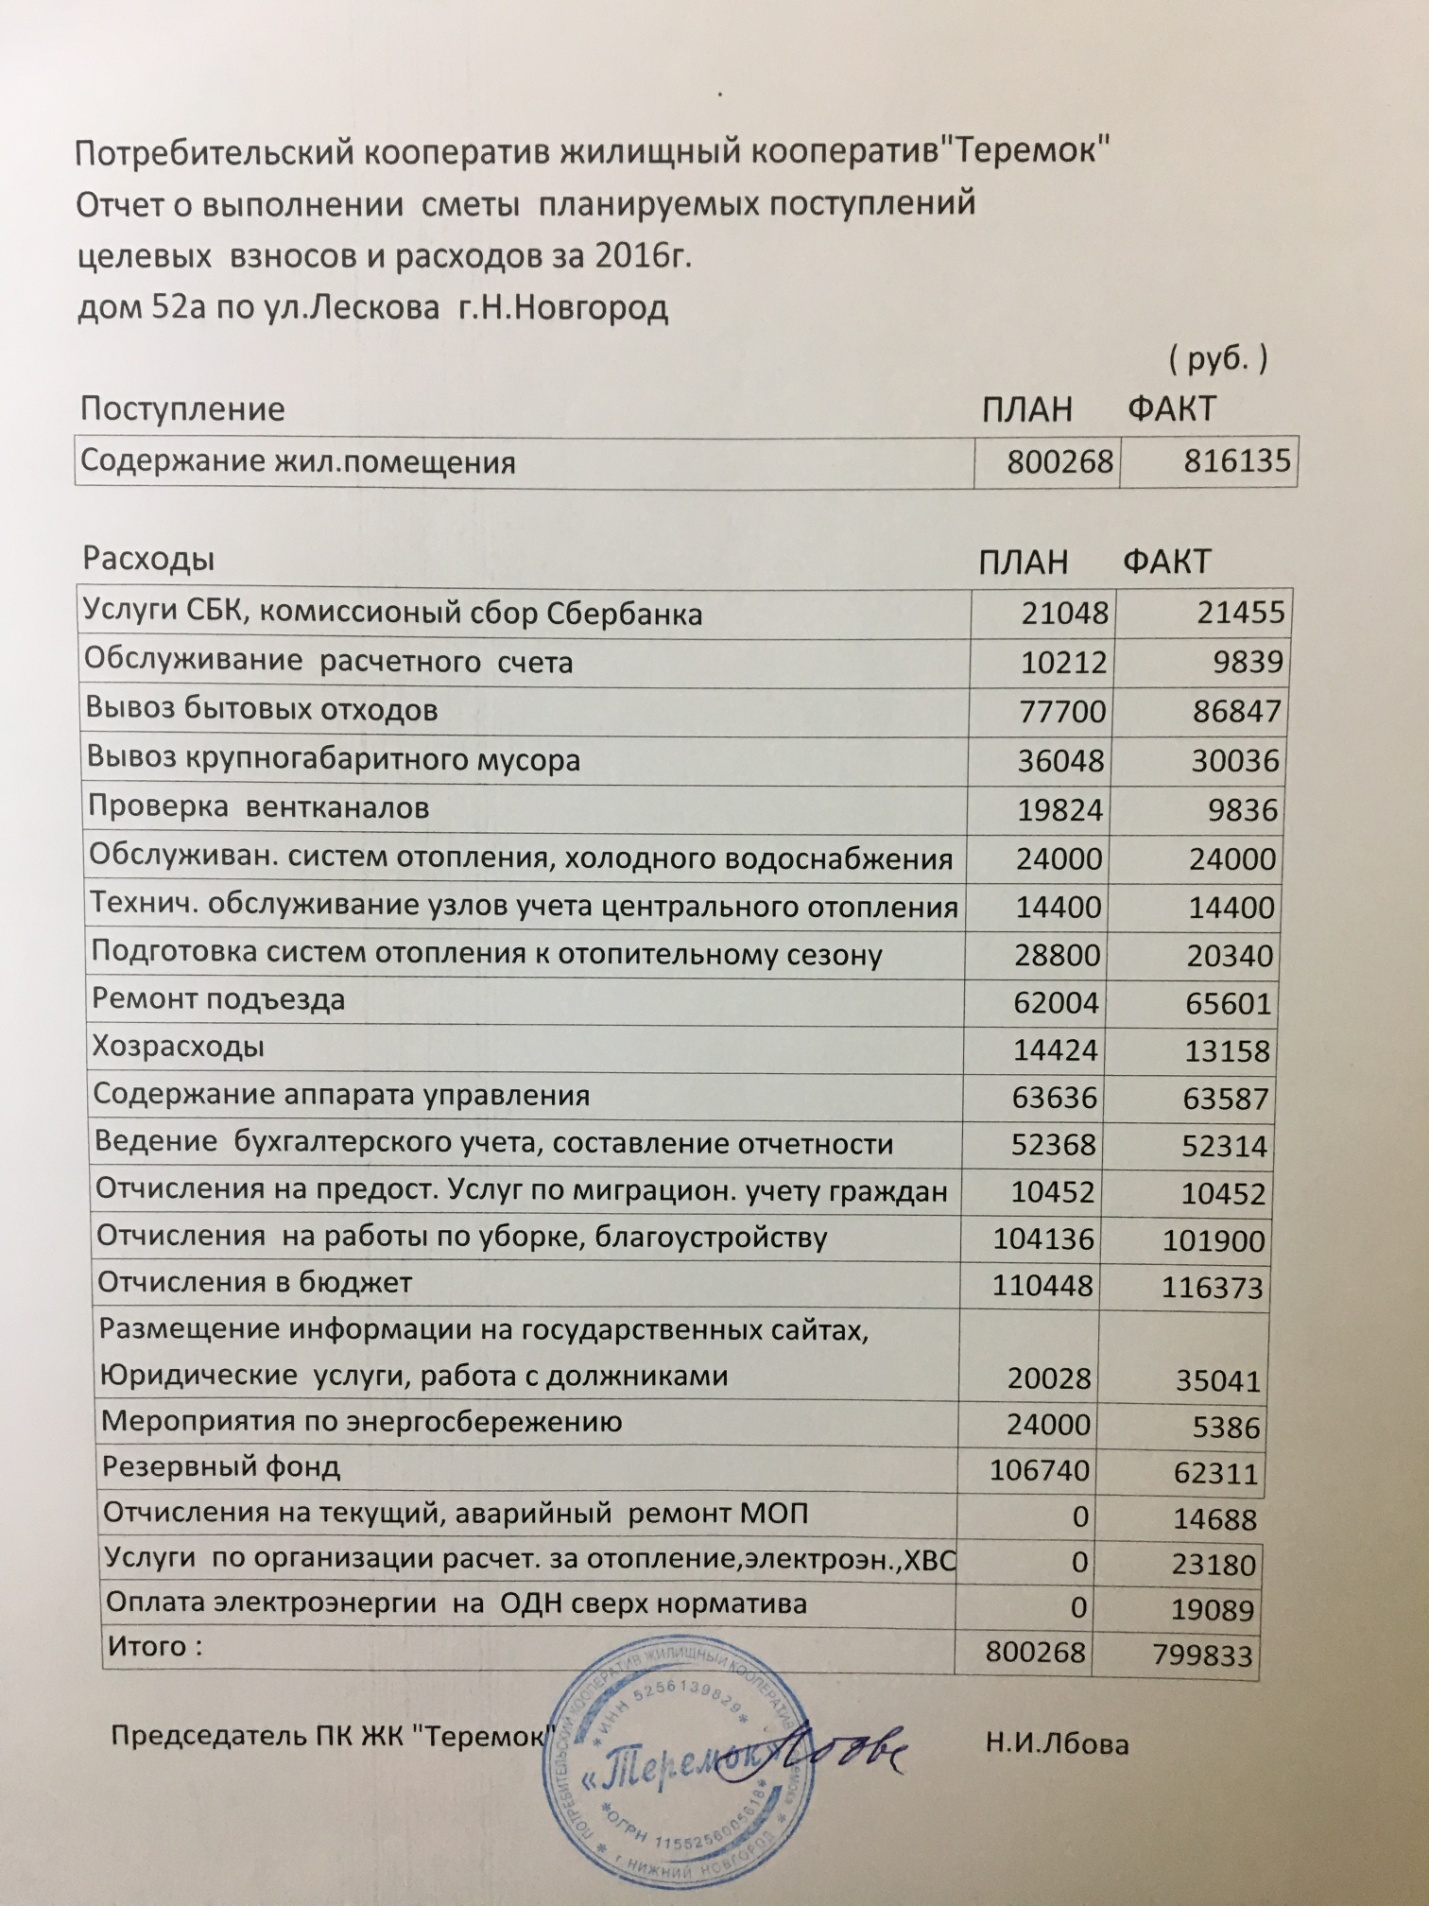 Потребительский кооператив жилищный кооператив"Теремок"
Отчет о выполнении сметы планируемых поступлений
целевых взносов и расходов за 2016г.
дом 52а по ул.Лескова г.Н.Новгород
( руб. )
Поступление ПЛАН ФАКТ
Содержание жил.помещения 800268 816135
Расходы ПЛАН ФАКТ
Услуги СБК, комиссионый сбор Сбербанка 21048 21455
Обслуживание расчетного счета 10212 9839
Вывоз бытовых отходов 77700 86847
Вывоз крупногабаритного мусора 36048 30036
Проверка вентканалов 19824 9836
Обслуживан. систем отопления, холодного водоснабжения 24000 24000
Технич. обслуживание узлов учета центрального отопления 14400 14400
Подготовка систем отопления к отопительному сезону 28800 20340
Ремонт подъезда 62004 65601
Хозрасходы 14424 13158
Содержание аппарата управления 63636 63587
Ведение бухгалтерского учета, составление отчетности 52368 52314
Отчисления на предост. Услуг по миграцион. учету граждан 10452 10452
Отчисления на работы по уборке, благоустройству 104136 101900
Отчисления в бюджет 110448 116373
Размещение информации на государственных сайтах,
Юридические услуги, работа с должниками 20028 35041
Мероприятия по энергосбережению 24000 5386
Резервный фонд 106740 62311
Отчисления на текущий, аварийный ремонт МОП 0 14688
Услуги по организации расчет. за отопление,электроэн.,ХВС 0 23180
Оплата электроэнергии на ОДН сверх норматива 0 19089
Итого : 800268 799833
Председатель ПК ЖК "Теремок" Н.И.Лбова
ПОТРЕБИТЕЛЬСКИЙ КООПЕРАТИВ ЖИЛИЩНЫЙ КООПЕРАТИВ
*ИНН 5256139829*
«Теремок»
*ОГРН 1155256005618*
* г НИЖНИЙ НОВГОРОД *